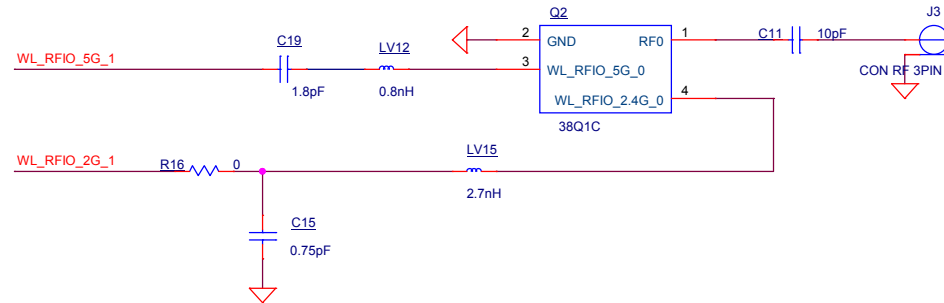 Q2
J3
C19
LV12
2
GND
RF0
1
C11
10pF
WL_RFIO_5G_1
3
WL_RFIO_5G_0
CON RF 3PIN
1.8pF
0.8nH
WL_RFIO_2.4G_0
4
38Q1C
WL_RFIO_2G_1
R16
0
LV15
2.7nH
C15
0.75pF